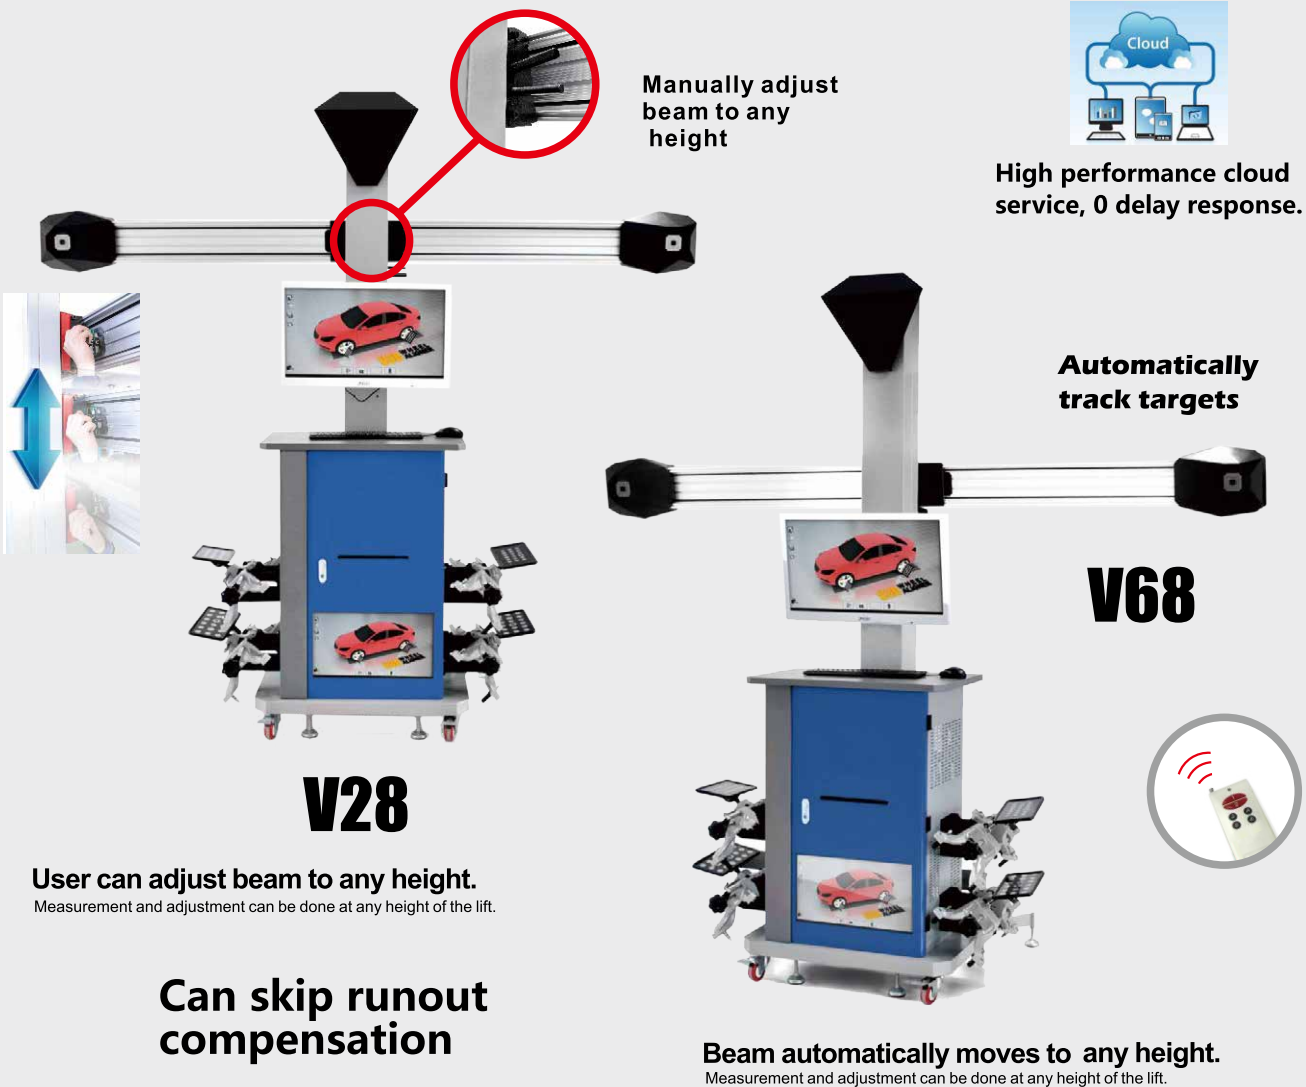 Manually adjust
beam to any
height
Cloud
High performance cloud
service, 0 delay response.
Automatically
track targets
V68
V28
User can adjust beam to any height.
Measurement and adjustment can be done at any height of the lift.
Can skip runout
compensation
Beam automatically moves to any height.
Measurement and adjustment can be done at any height of the lift.